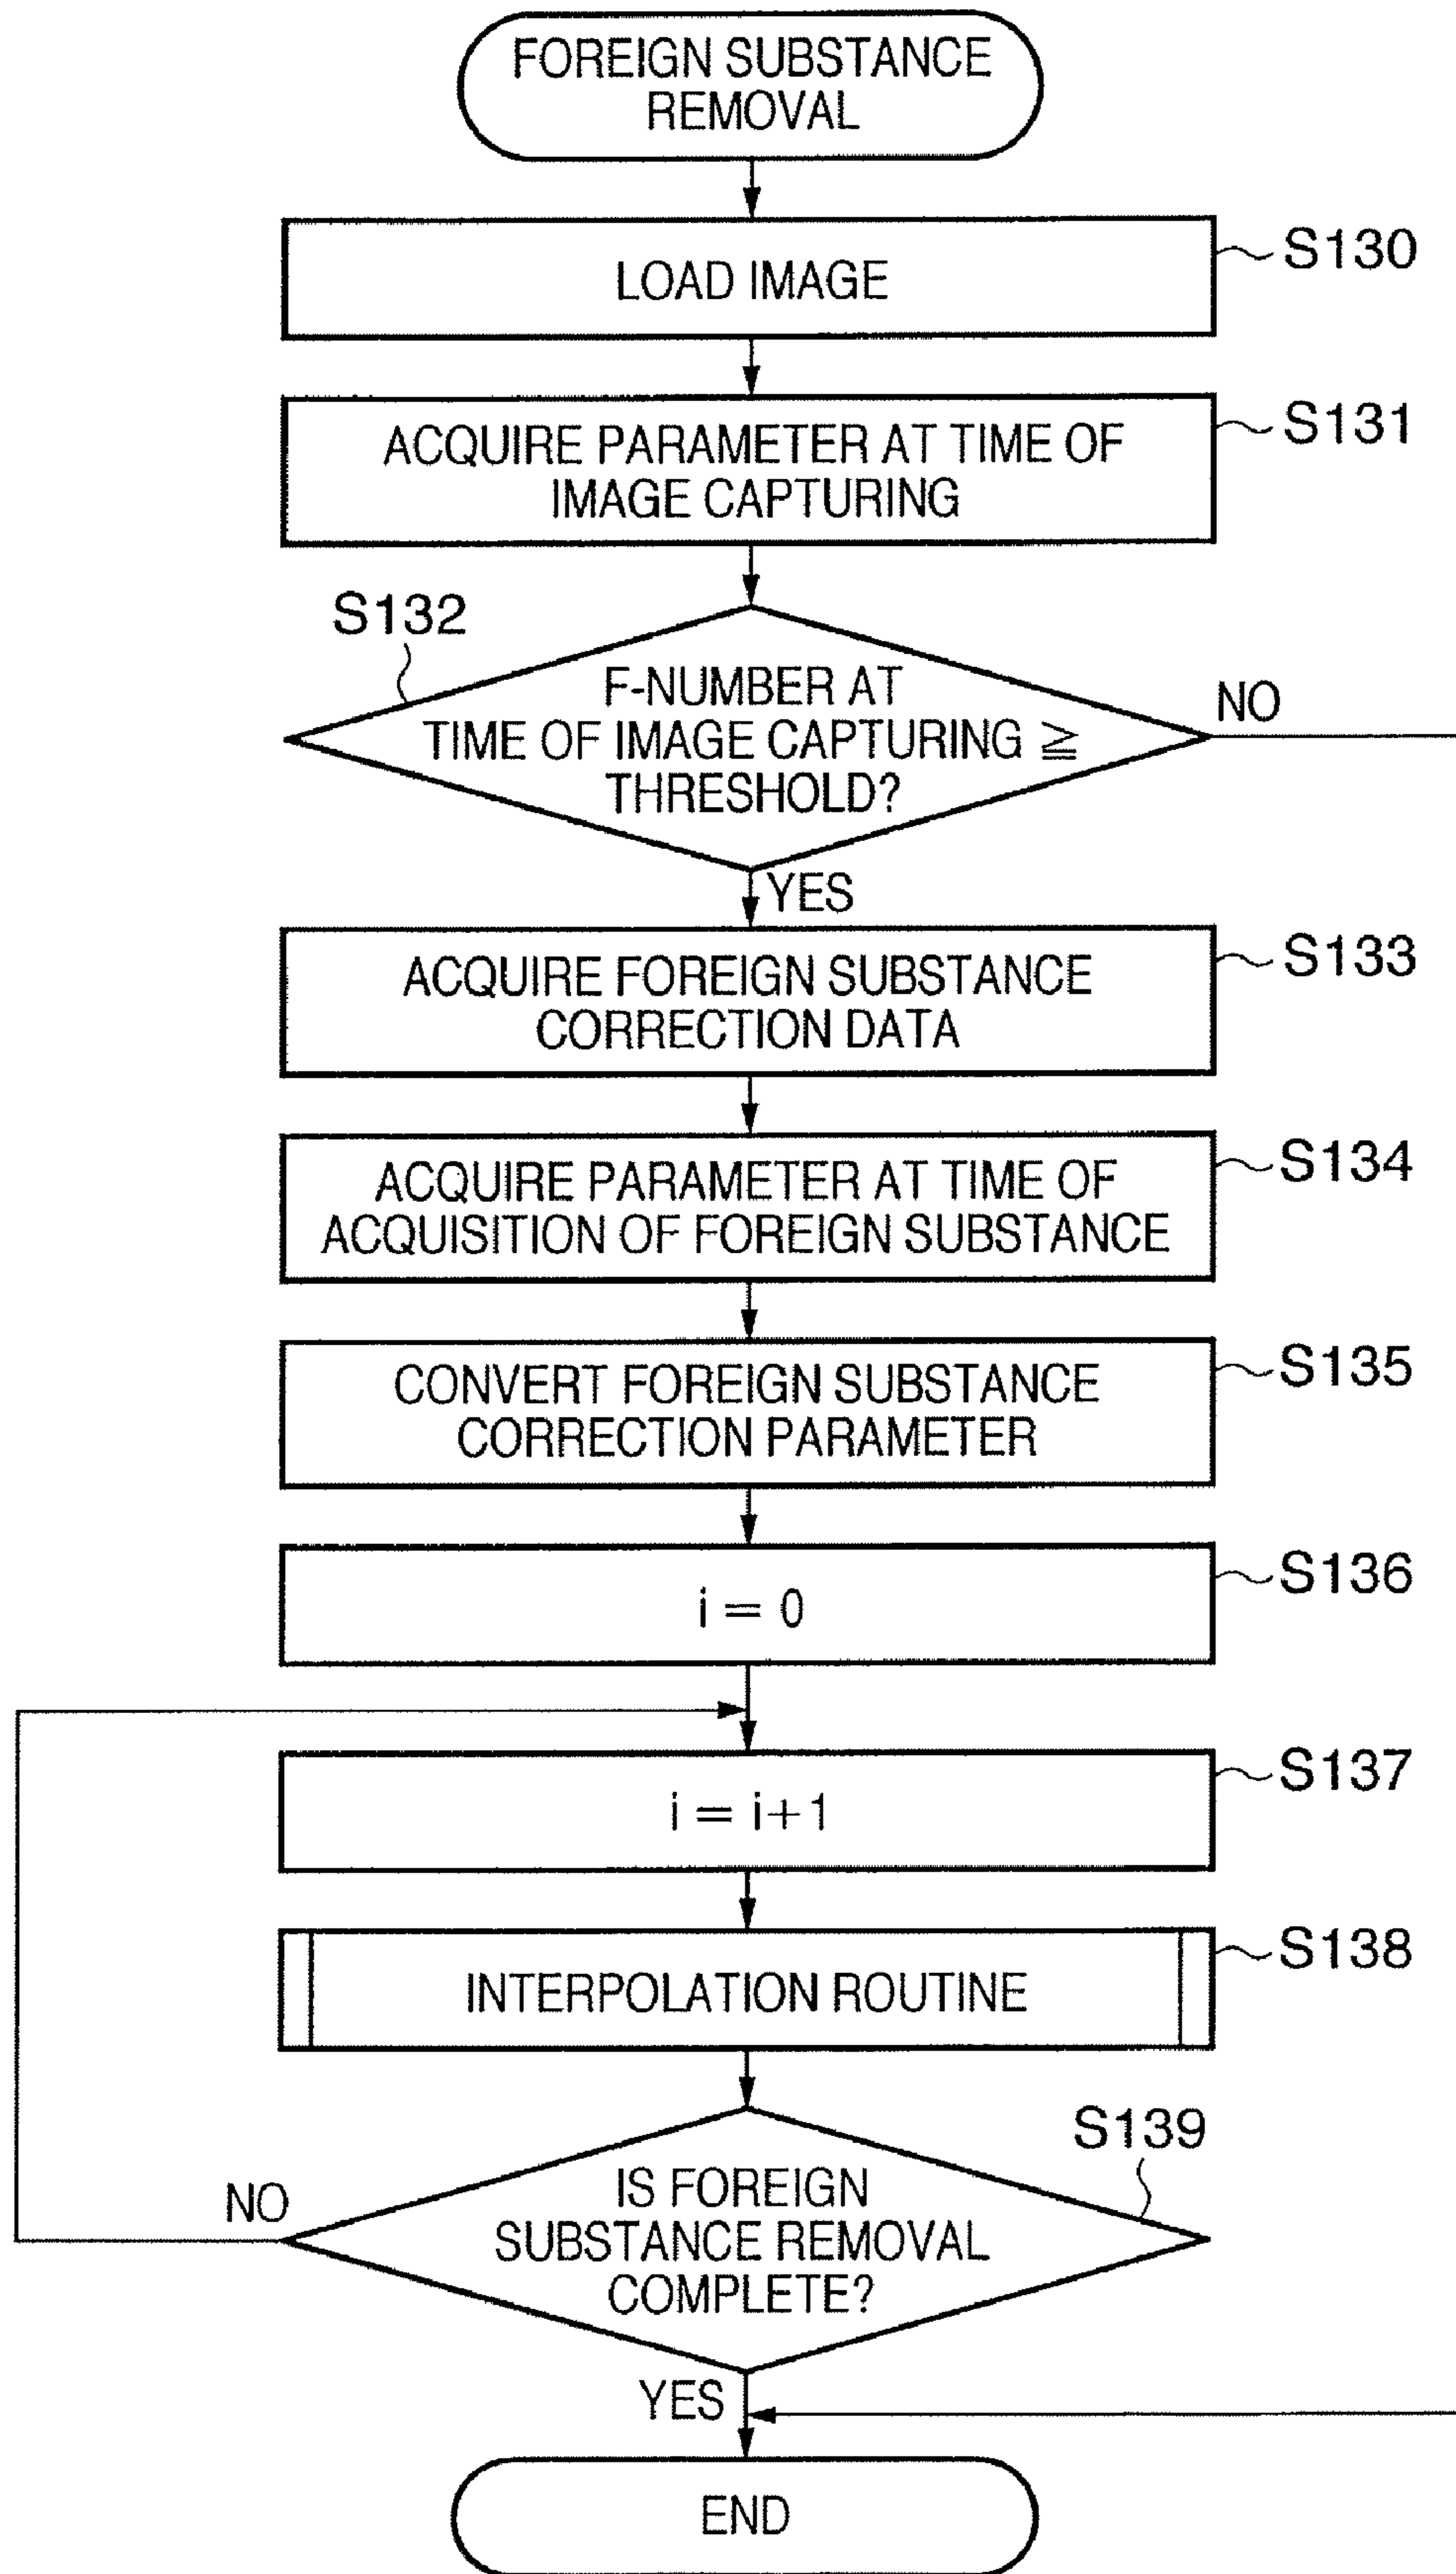 FOREIGN SUBSTANCE
REMOVAL
LOAD IMAGE
S130
ACQUIRE PARAMETER AT TIME OF
IMAGE CAPTURING
S131
S132
F-NUMBER AT
TIME OF IMAGE CAPTURING ≧
THRESHOLD?
NO
YES
ACQUIRE FOREIGN SUBSTANCE
CORRECTION DATA
S133
ACQUIRE PARAMETER AT TIME OF
ACQUISITION OF FOREIGN SUBSTANCE
S134
CONVERT FOREIGN SUBSTANCE
CORRECTION PARAMETER
S135
i = 0
S136
i = i+1
S137
INTERPOLATION ROUTINE
S138
S139
IS FOREIGN
SUBSTANCE REMOVAL
COMPLETE?
NO
YES
END